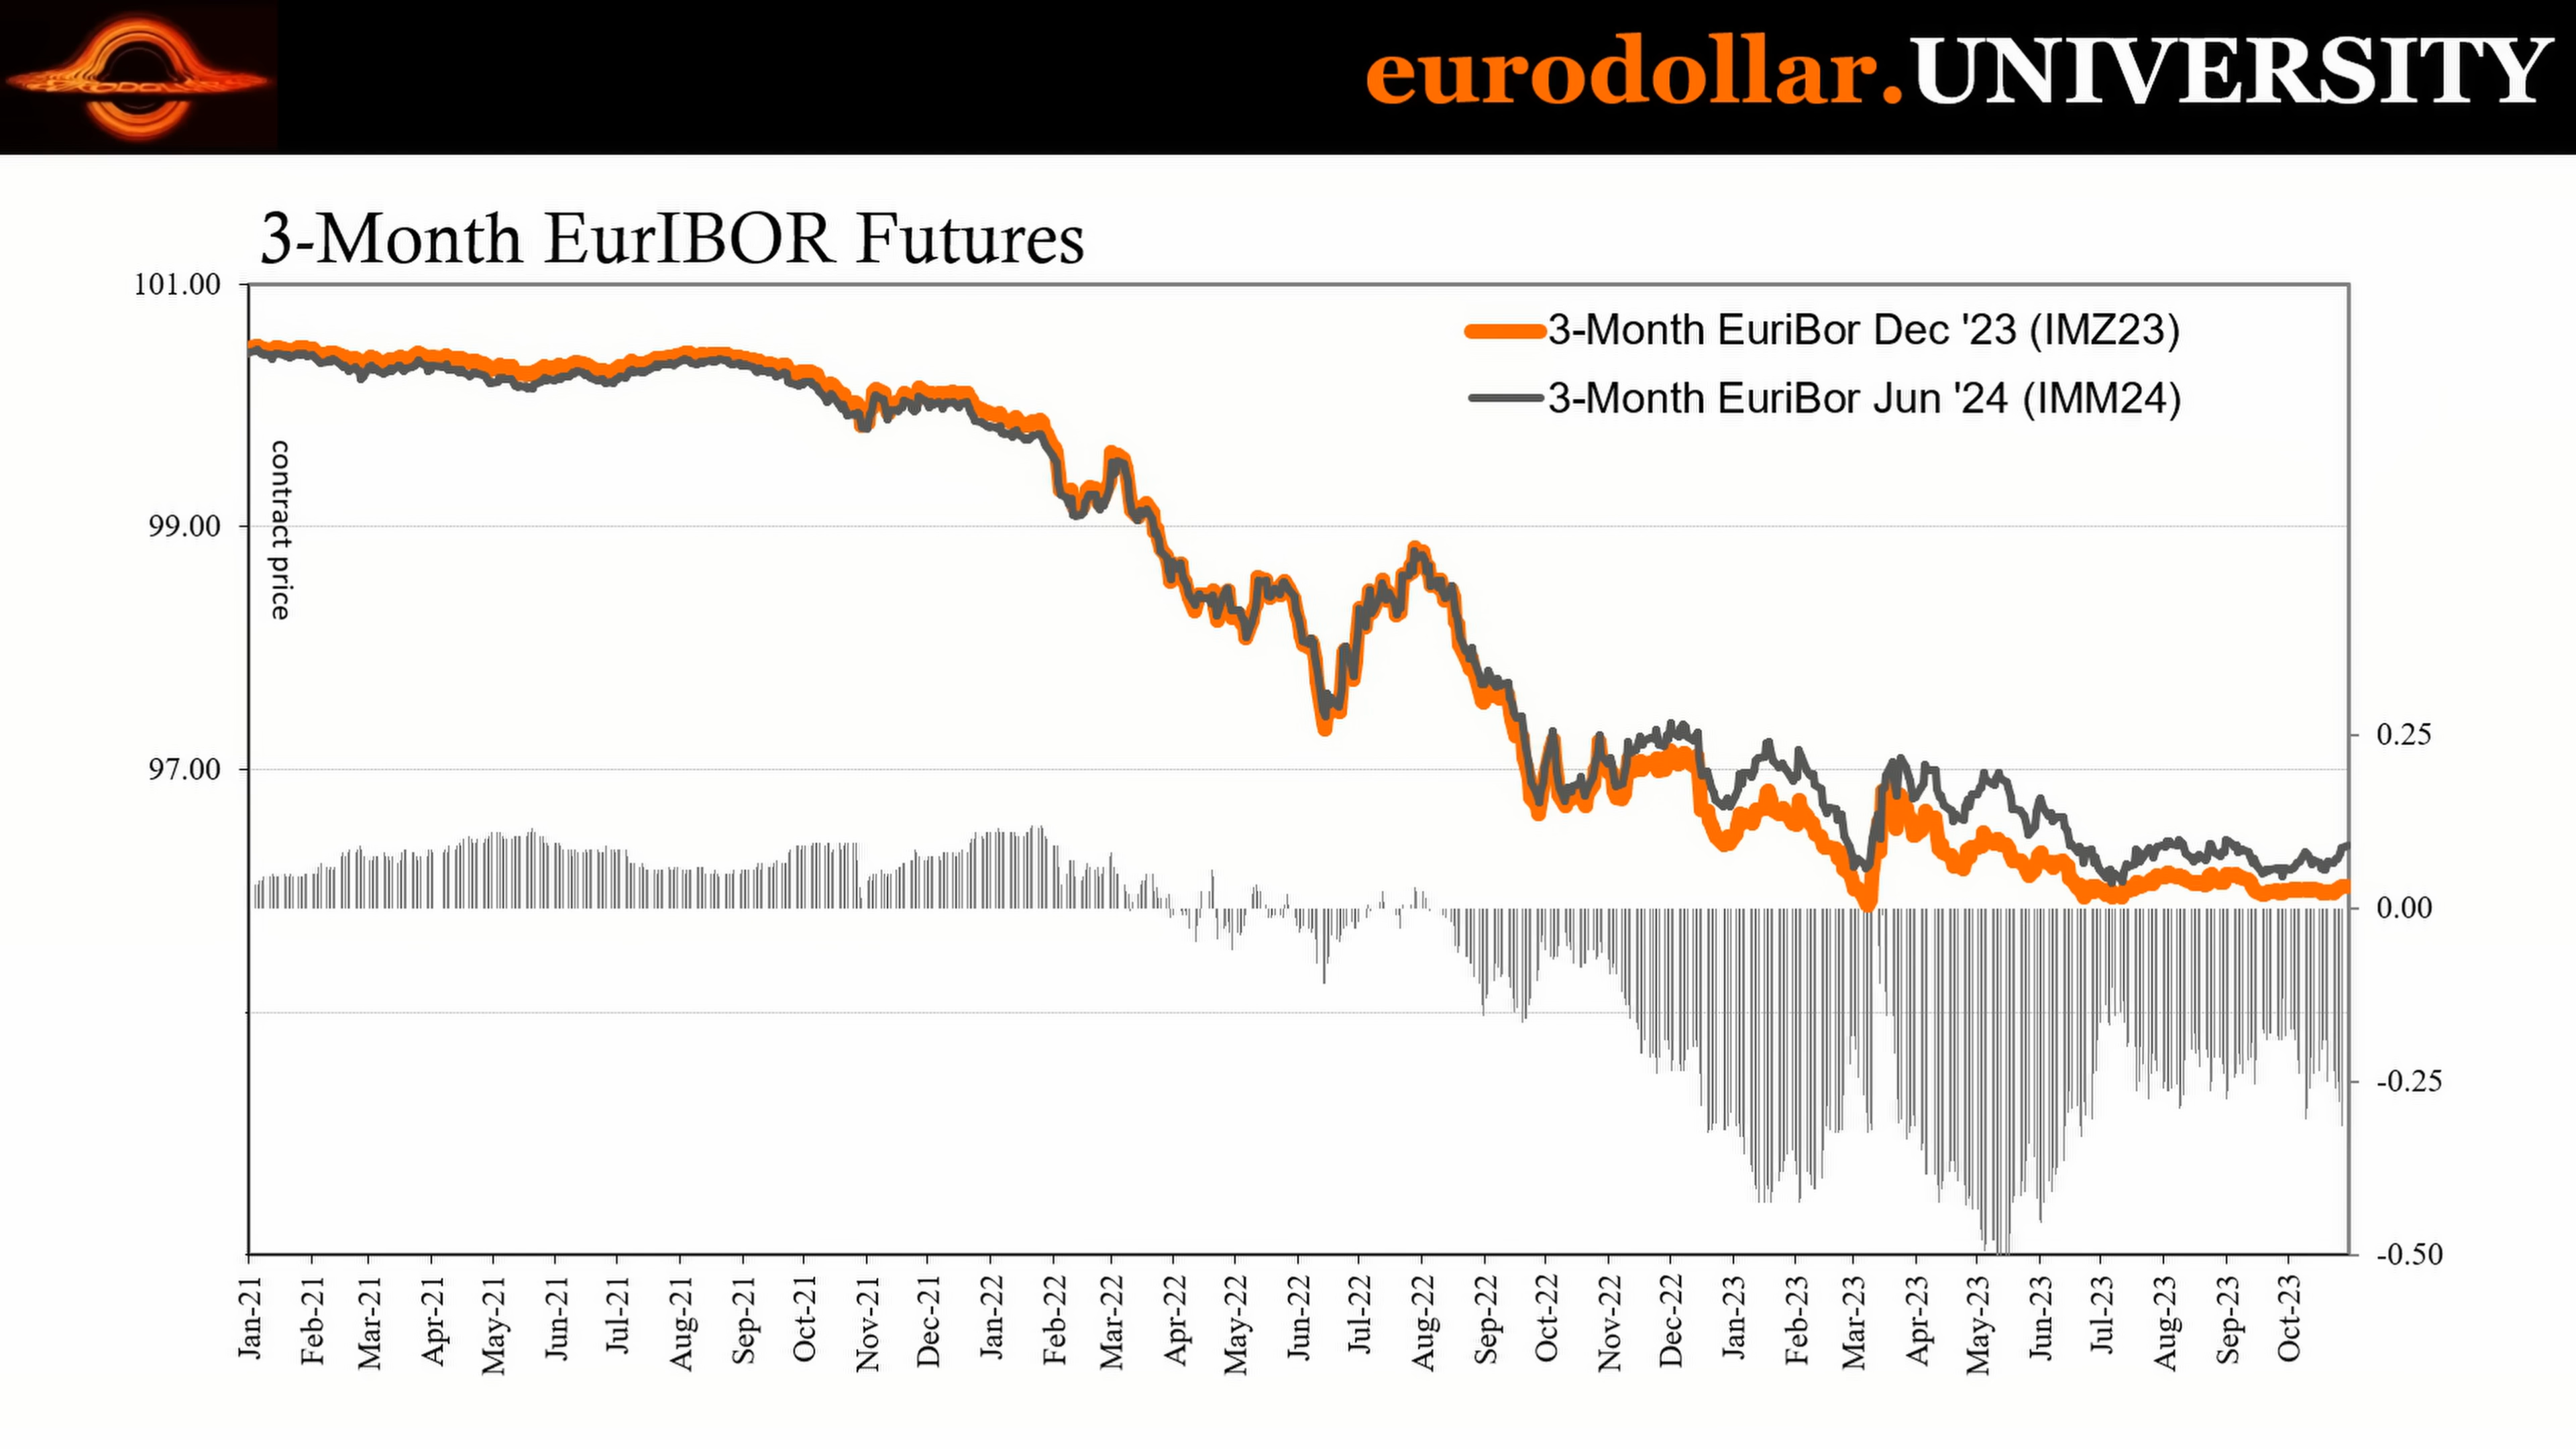 eurodollar.UNIVERSITY
3-Month EurIBOR Futures
101.00
99.00
97.00
contract price
3-Month EuriBor Dec '23 (IMZ23)
3-Month EuriBor Jun '24 (IMM24)
0.25
0.00
-0.25
-0.50
Jan-21
Feb-21
Mar-21
Apr-21
May-21
Jun-21
Jul-21
Aug-21
Sep-21
Oct-21
Nov-21
Dec-21
Jan-22
Feb-22
Mar-22
Apr-22
May-22
Jun-22
Jul-22
Aug-22
Sep-22
Oct-22
Nov-22
Dec-22
Jan-23
Feb-23
Mar-23
Apr-23
May-23
Jun-23
Jul-23
Aug-23
Sep-23
Oct-23